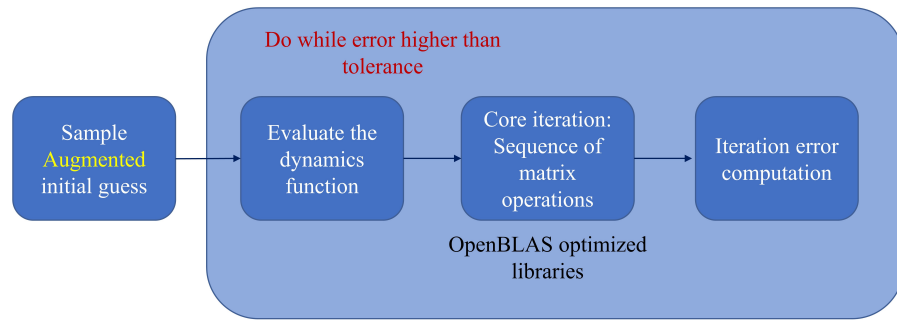 Do while error higher than
tolerance
Sample
Augmented
initial guess
Evaluate the
dynamics
function
Core iteration:
Sequence of
matrix
operations
Iteration error
computation
OpenBLAS optimized
libraries